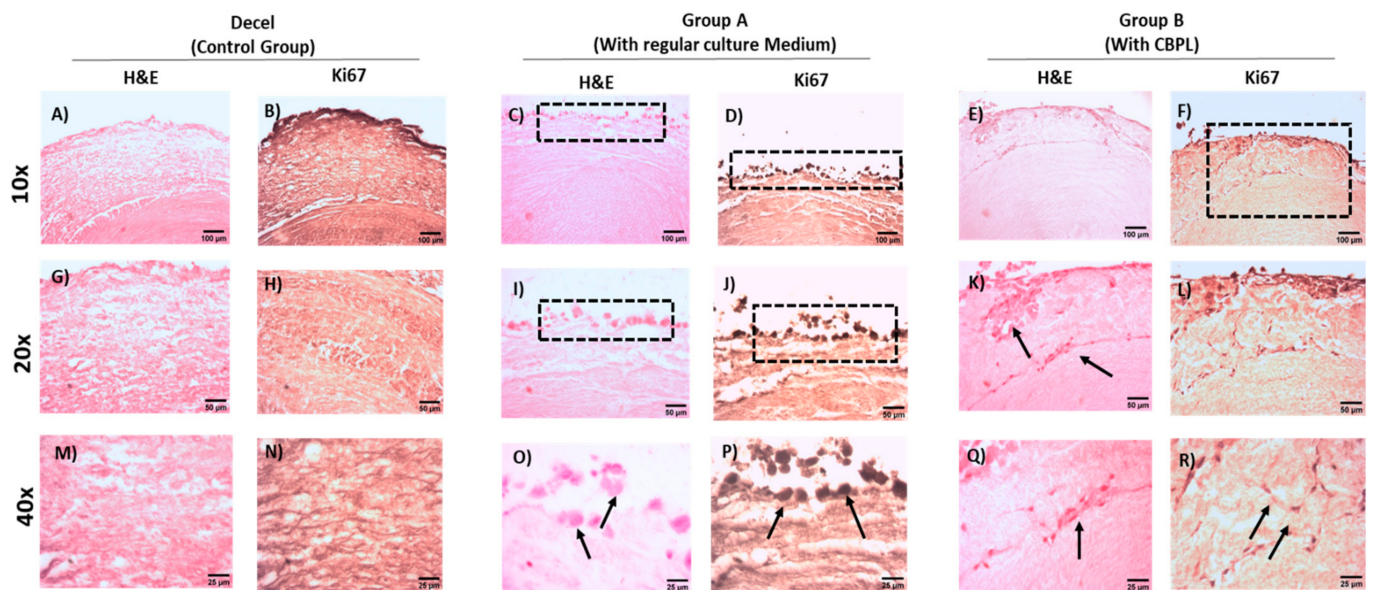 Decel
(Control Group)
Group A
(With regular culture Medium)
Group B
(With CBPL)
H&E
Ki67
H&E
Ki67
H&E
Ki67
10x
A)
100 µm
B)
100 µm
C)
100 µm
D)
100 µm
E)
100 µm
F)
100 µm
20x
G)
50 µm
H)
50 µm
I)
50 µm
J)
50 µm
K)
50 µm
L)
50 µm
40x
M)
25 µm
N)
25 µm
O)
25 µm
P)
25 µm
Q)
25 µm
R)
25 µm